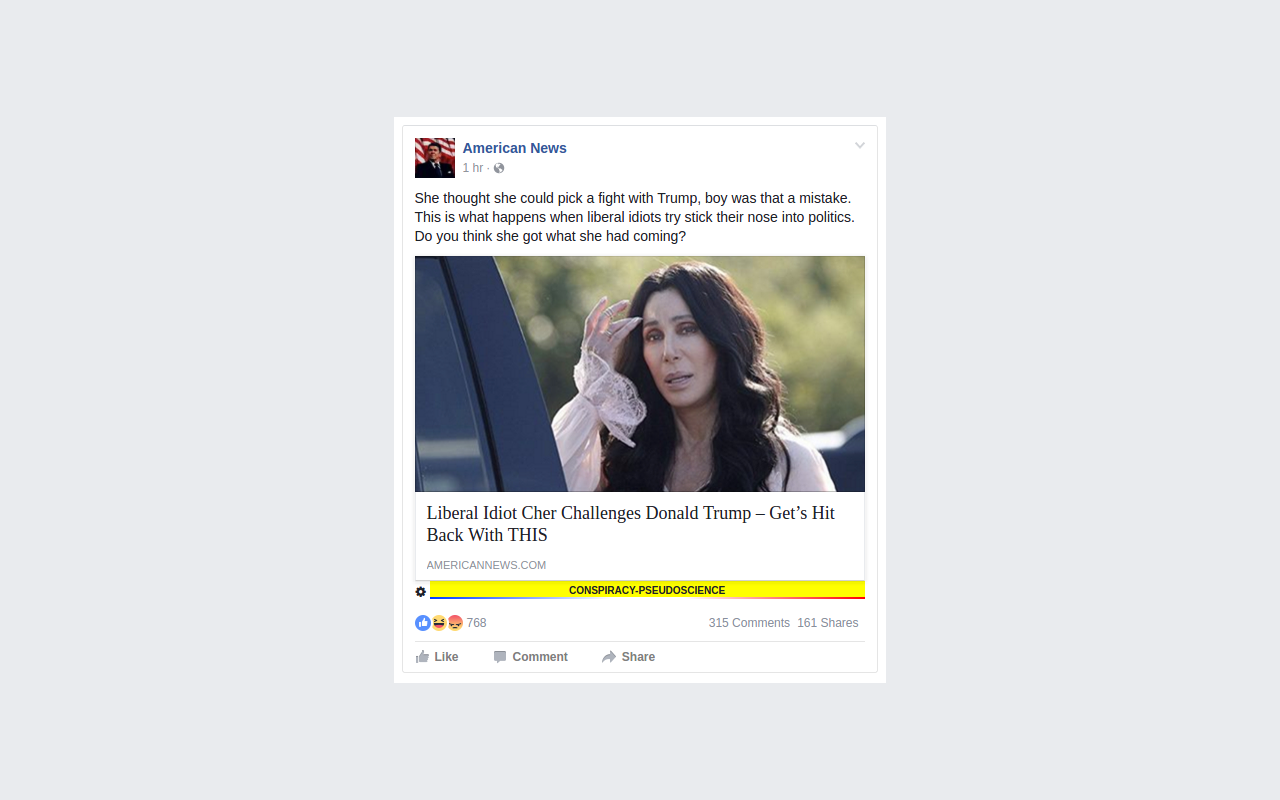 American News
1 hr ·
She thought she could pick a fight with Trump, boy was that a mistake.
This is what happens when liberal idiots try stick their nose into politics.
Do you think she got what she had coming?
Liberal Idiot Cher Challenges Donald Trump – Get’s Hit
Back With THIS
AMERICANNEWS.COM
CONSPIRACY-PSEUDOSCIENCE
768
315 Comments 161 Shares
Like Comment Share